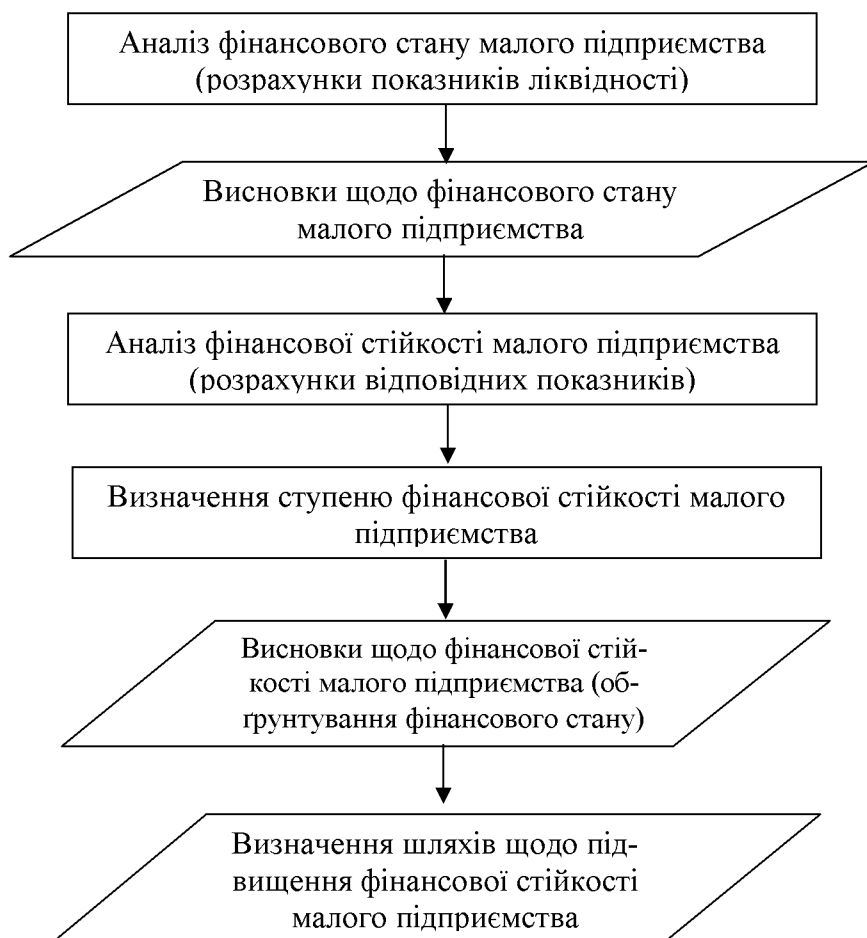 Аналіз фінансового стану малого підприємства
(розрахунки показників ліквідності)
Висновки щодо фінансового стану
малого підприємства
Аналіз фінансової стійкості малого підприємства
(розрахунки відповідних показників)
Визначення ступеню фінансової стійкості малого
підприємства
Висновки щодо фінансової стій-
кості малого підприємства (об-
ґрунтування фінансового стану)
Визначення шляхів щодо під-
вищення фінансової стійкості
малого підприємства